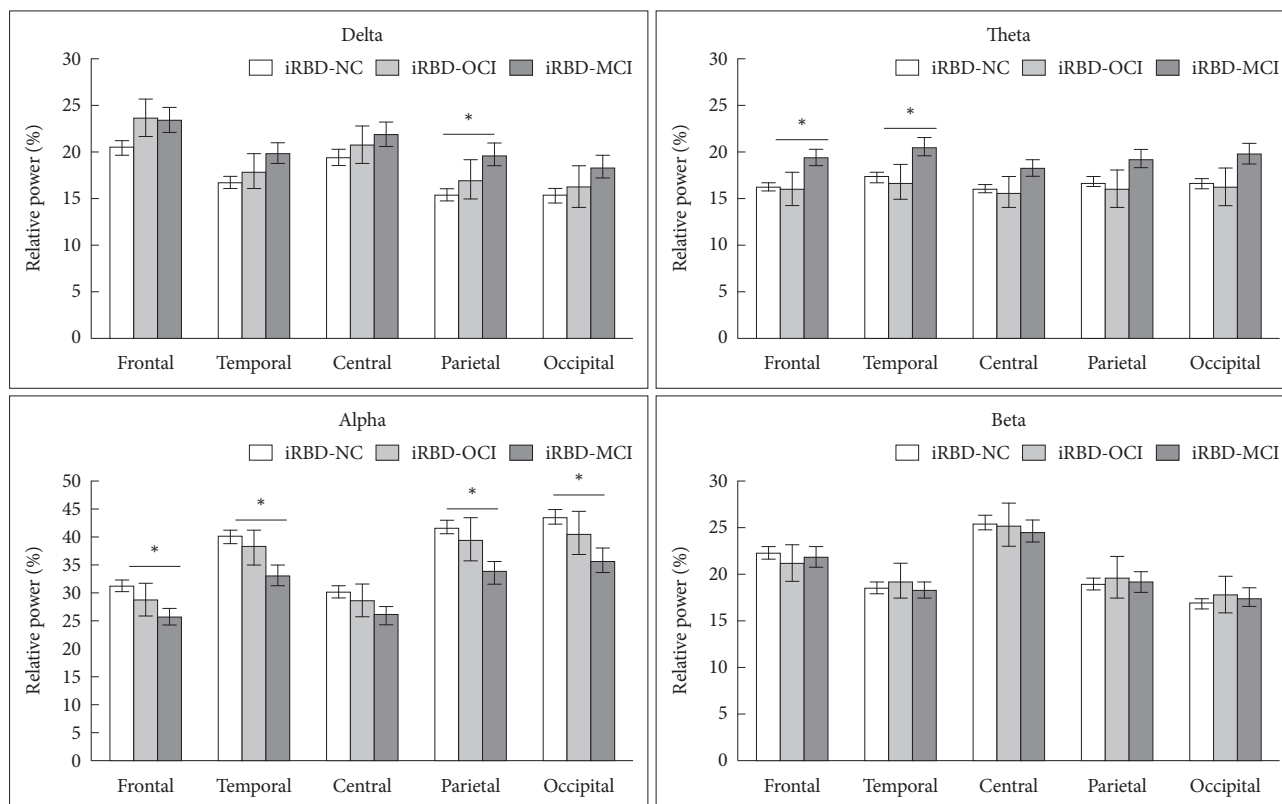 Delta
iRBD-NC iRBD-OCI iRBD-MCI
Relative power (%)
30
25
20
15
10
5
0
*
Frontal Temporal Central Parietal Occipital
Theta
iRBD-NC iRBD-OCI iRBD-MCI
Relative power (%)
30
25
20
15
10
5
0
* *
Frontal Temporal Central Parietal Occipital
Alpha
iRBD-NC iRBD-OCI iRBD-MCI
Relative power (%)
50
45
40
35
30
25
20
15
10
5
0
* * * *
Frontal Temporal Central Parietal Occipital
Beta
iRBD-NC iRBD-OCI iRBD-MCI
Relative power (%)
30
25
20
15
10
5
0
Frontal Temporal Central Parietal Occipital